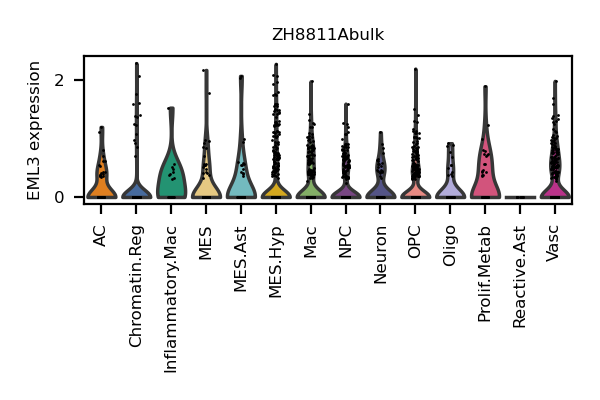 ZH8811Abulk
EML3 expression
2
0
AC
Chromatin.Reg
Inflammatory.Mac
MES
MES.Ast
MES.Hyp
Mac
NPC
Neuron
OPC
Oligo
Prolif.Metab
Reactive.Ast
Vasc